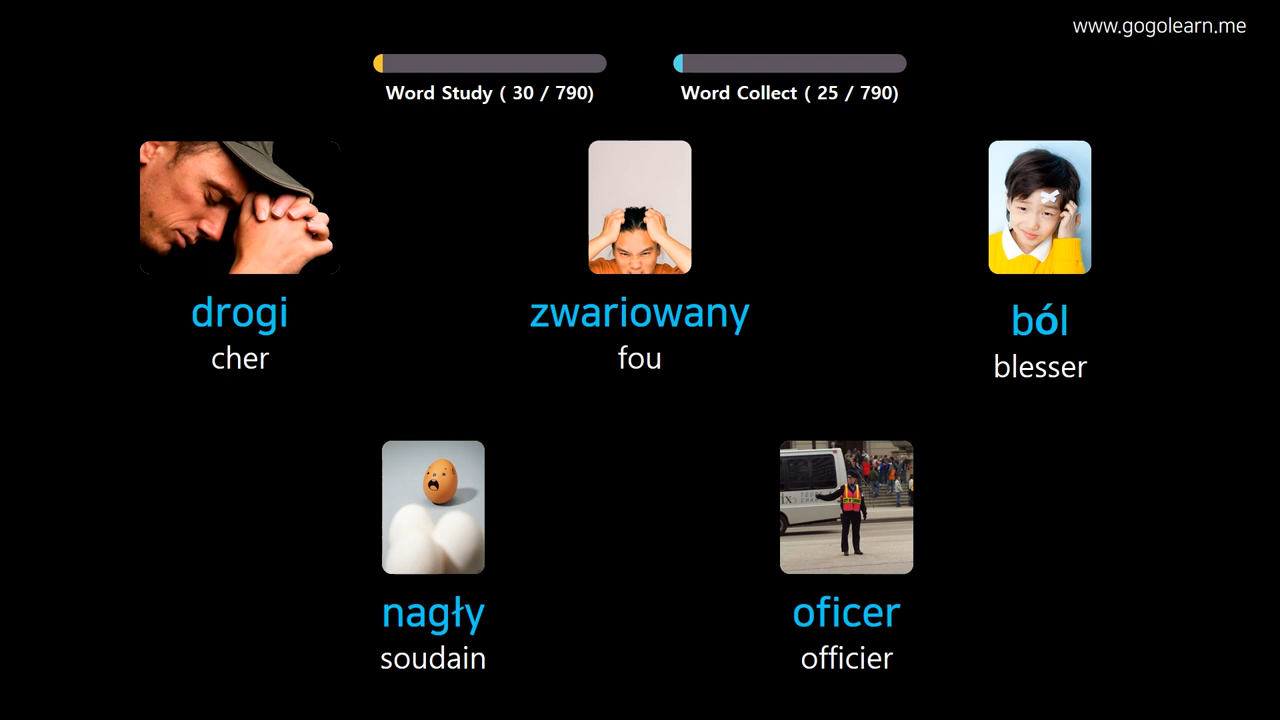 www.gogolearn.me
Word Study ( 30 / 790)
Word Collect ( 25 / 790)
drogi
cher
zwariowany
fou
ból
blesser
nagły
soudain
oficer
officier